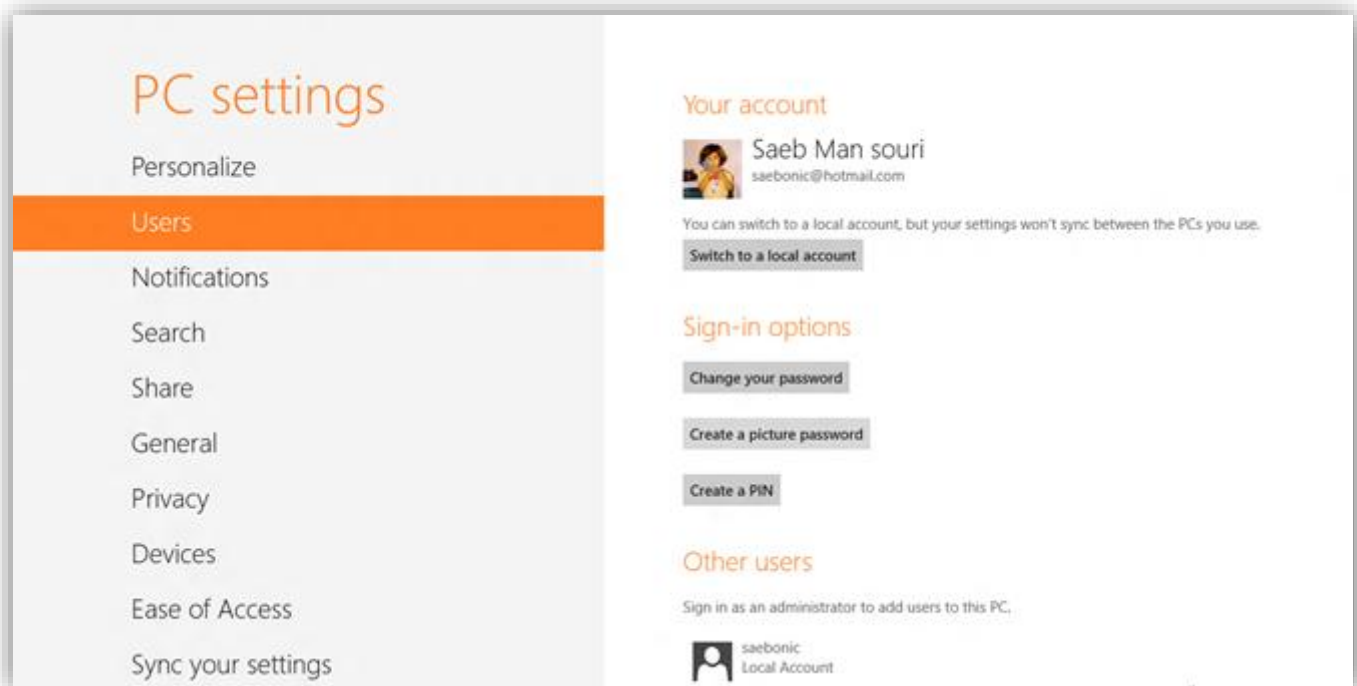 PC settings
Personalize
Users
Notifications
Search
Share
General
Privacy
Devices
Ease of Access
Sync your settings
Your account
Saeb Man souri
saebonic@hotmail.com
You can switch to a local account, but your settings won't sync between the PCs you use.
Switch to a local account
Sign-in options
Change your password
Create a picture password
Create a PIN
Other users
Sign in as an administrator to add users to this PC.
saebonic
Local Account